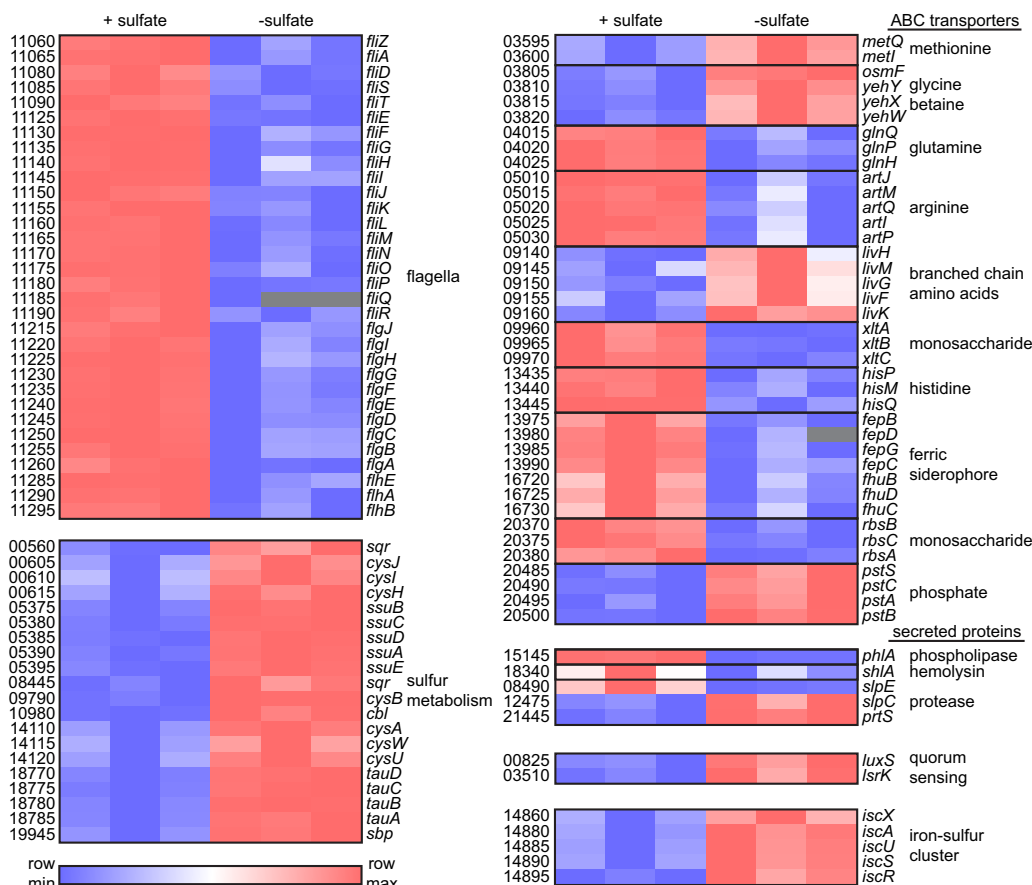 + sulfate -sulfate
11060 fliZ
11065 fliA
11080 fliD
11085 fliS
11090 fliT
11125 fliE
11130 fliF
11135 fliG
11140 fliH
11145 fliI
11150 fliJ
11155 fliK
11160 fliL
11165 fliM
11170 fliN
11175 fliO
flagella
11180 fliP
11185 fliQ
11190 fliR
11215 flgJ
11220 flgI
11225 flgH
11230 flgG
11235 flgF
11240 flgE
11245 flgD
11250 flgC
11255 flgB
11260 flgA
11285 flhE
11290 flhA
11295 flhB
00560 sqr
00605 cysJ
00610 cysI
00615 cysH
05375 ssuB
05380 ssuC
05385 ssuD
05390 ssuA
05395 ssuE
08445 sqr
sulfur
09790 cysB
metabolism
10980 cbl
14110 cysA
14115 cysW
14120 cysU
18770 tauD
18775 tauC
18780 tauB
18785 tauA
19945 sbp
row row
min max
+ sulfate -sulfate ABC transporters
03595 metQ
methionine
03600 metI
03805 osmF
03810 yehY
glycine
03815 yehX
betaine
03820 yehW
04015 glnQ
04020 glnP glutamine
04025 glnH
05010 artJ
05015 artM
05020 artQ arginine
05025 artI
05030 artP
09140 livH
09145 livM
branched chain
09150 livG
amino acids
09155 livF
09160 livK
09960 xltA
09965 xltB monosaccharide
09970 xltC
13435 hisP
13440 hisM histidine
13445 hisQ
13975 fepB
13980 fepD
13985 fepG
ferric
13990 fepC
siderophore
16720 fhuB
16725 fhuD
16730 fhuC
20370 rbsB
20375 rbsC monosaccharide
20380 rbsA
20485 pstS
20490 pstC
phosphate
20495 pstA
20500 pstB
secreted proteins
15145 phlA phospholipase
18340 shlA hemolysin
08490 slpE
12475 slpC protease
21445 prtS
00825 luxS quorum
03510 lsrK sensing
14860 iscX
14880 iscA
iron-sulfur
14885 iscU
cluster
14890 iscS
14895 iscR